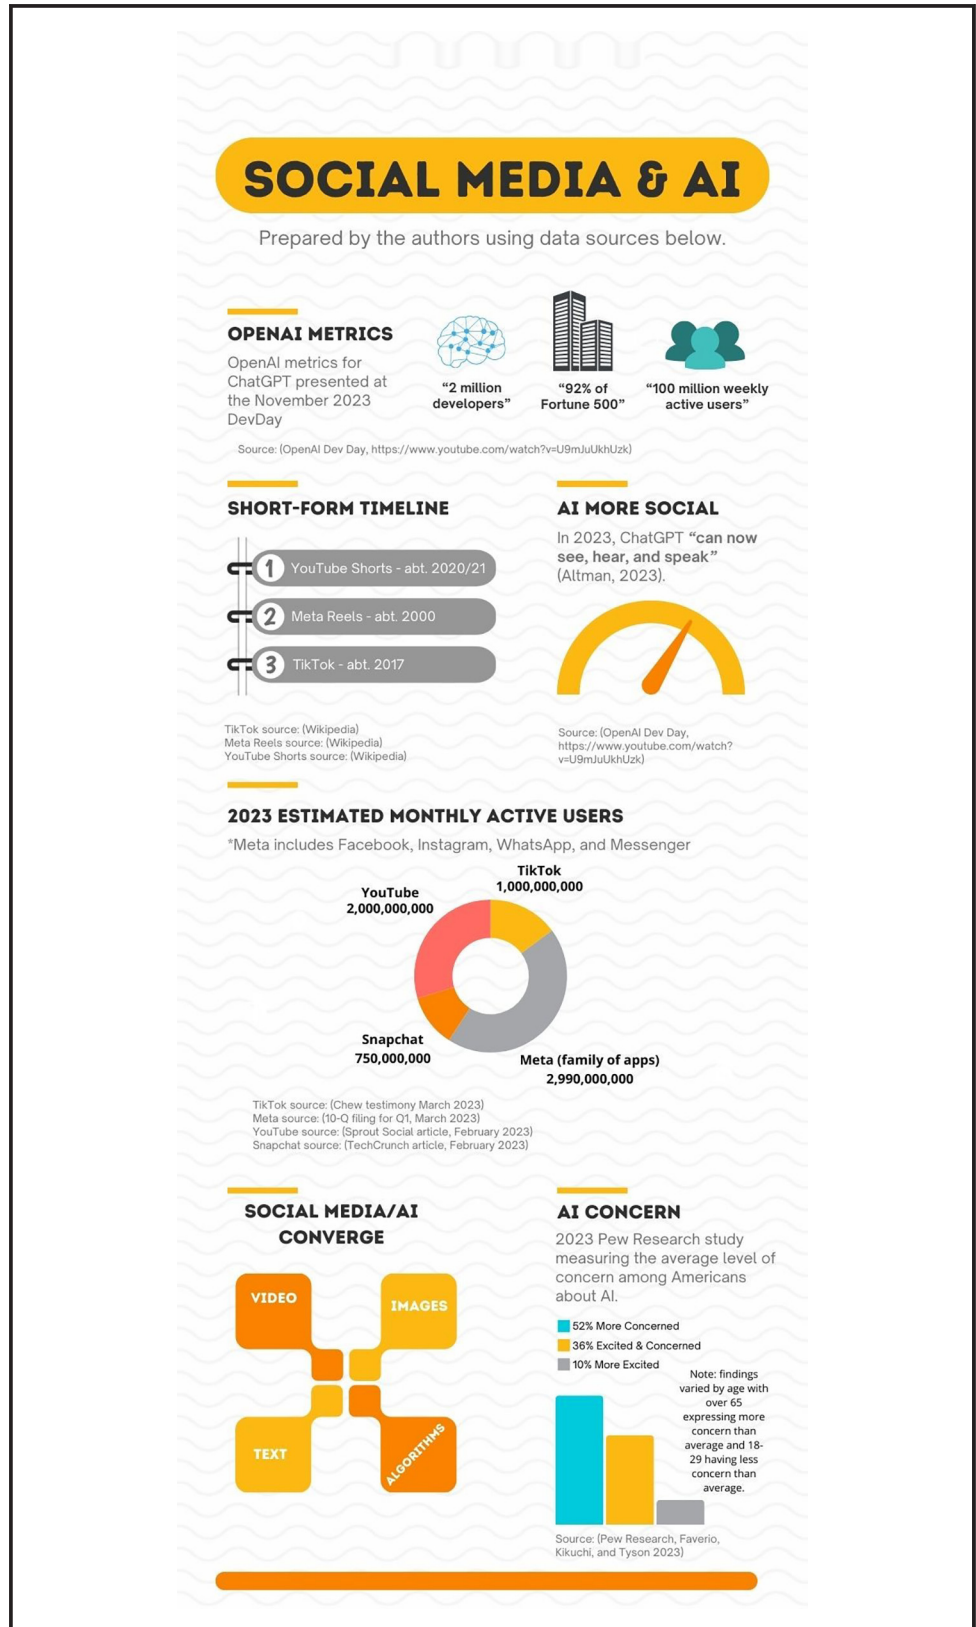 SOCIAL MEDIA & AI
Prepared by the authors using data sources below.
OPENAI METRICS
OpenAI metrics for
ChatGPT presented at
the November 2023
DevDay
“2 million
developers”
“92% of
Fortune 500”
“100 million weekly
active users”
Source: (OpenAI Dev Day, https://www.youtube.com/watch?v=U9mJuUkhUzk)
SHORT-FORM TIMELINE
1 YouTube Shorts - abt. 2020/21
2 Meta Reels - abt. 2000
3 TikTok - abt. 2017
TikTok source: (Wikipedia)
Meta Reels source: (Wikipedia)
YouTube Shorts source: (Wikipedia)
AI MORE SOCIAL
In 2023, ChatGPT “can now
see, hear, and speak”
(Altman, 2023).
Source: (OpenAI Dev Day,
https://www.youtube.com/watch?
v=U9mJuUkhUzk)
2023 ESTIMATED MONTHLY ACTIVE USERS
*Meta includes Facebook, Instagram, WhatsApp, and Messenger
TikTok
1,000,000,000
YouTube
2,000,000,000
Snapchat
750,000,000
Meta (family of apps)
2,990,000,000
TikTok source: (Chew testimony March 2023)
Meta source: (10-Q filing for Q1, March 2023)
YouTube source: (Sprout Social article, February 2023)
Snapchat source: (TechCrunch article, February 2023)
SOCIAL MEDIA/AI
CONVERGE
VIDEO
IMAGES
TEXT
ALGORITHMS
AI CONCERN
2023 Pew Research study
measuring the average level of
concern among Americans
about AI.
52% More Concerned
36% Excited & Concerned
10% More Excited
Note: findings
varied by age with
over 65
expressing more
concern than
average and 18-
29 having less
concern than
average.
Source: (Pew Research, Faverio,
Kikuchi, and Tyson 2023)